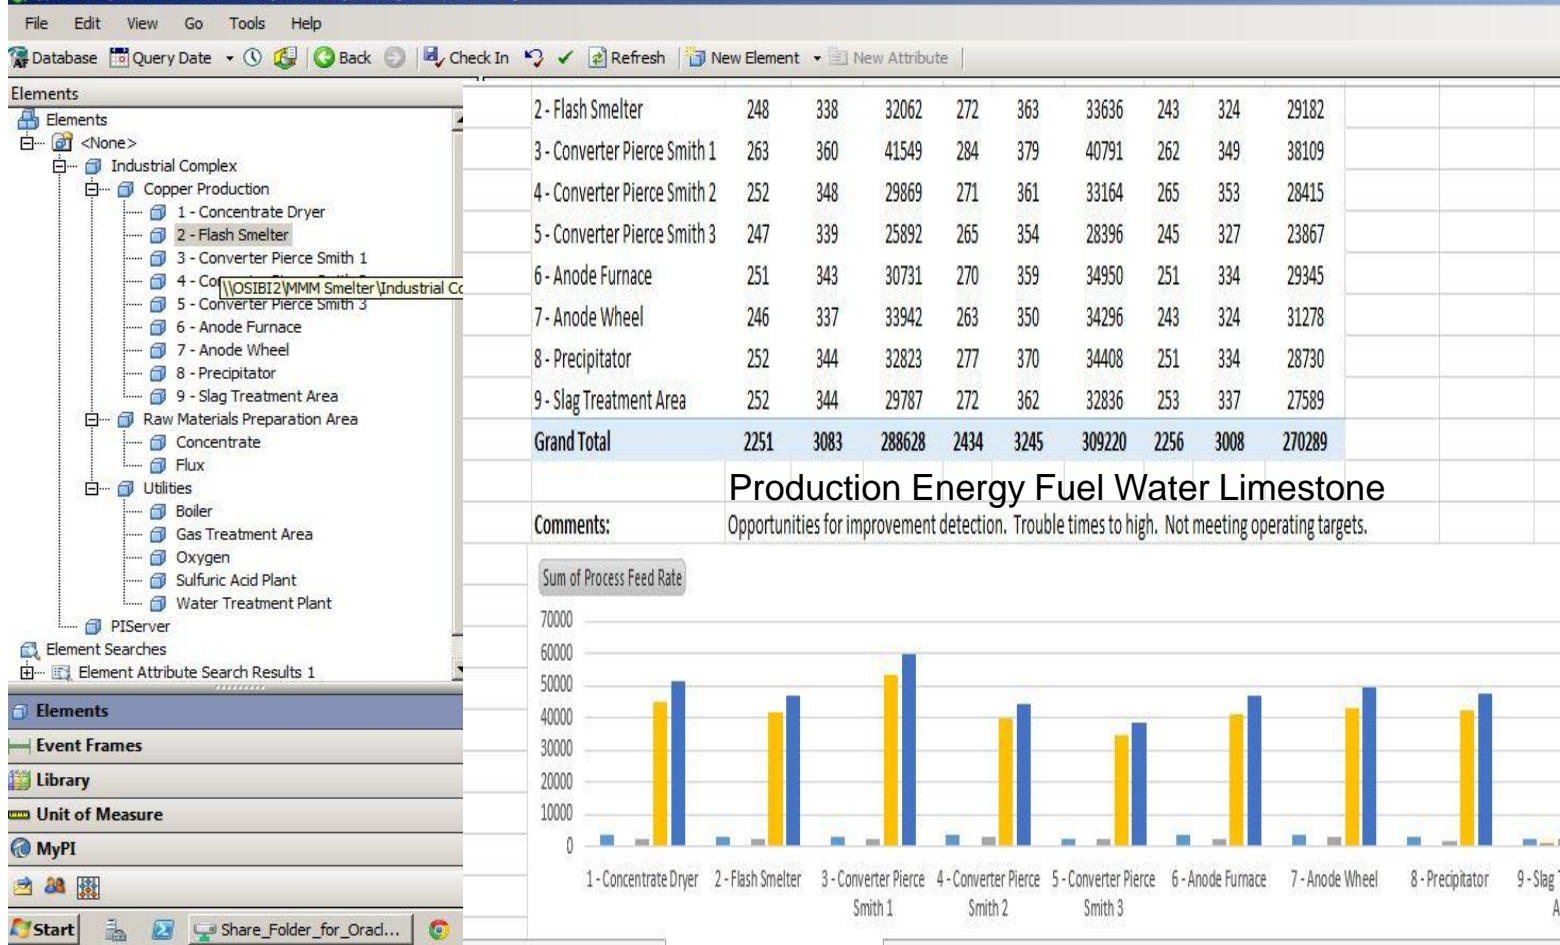 File Edit View Go Tools Help
Database Query Date Back Check In Refresh New Element New Attribute
Elements
Elements
<None>
Industrial Complex
Copper Production
1 - Concentrate Dryer
2 - Flash Smelter
3 - Converter Pierce Smith 1
4 - Co
\\OSIBI2\MMM Smelter\Industrial Co
5 - Converter Pierce Smith 3
6 - Anode Furnace
7 - Anode Wheel
8 - Precipitator
9 - Slag Treatment Area
Raw Materials Preparation Area
Concentrate
Flux
Utilities
Boiler
Gas Treatment Area
Oxygen
Sulfuric Acid Plant
Water Treatment Plant
PIServer
Element Searches
Element Attribute Search Results 1
Elements
Event Frames
Library
Unit of Measure
MyPI
Start Share_Folder_for_Oracl...
2 - Flash Smelter 248 338 32062 272 363 33636 243 324 29182
3 - Converter Pierce Smith 1 263 360 41549 284 379 40791 262 349 38109
4 - Converter Pierce Smith 2 252 348 29869 271 361 33164 265 353 28415
5 - Converter Pierce Smith 3 247 339 25892 265 354 28396 245 327 23867
6 - Anode Furnace 251 343 30731 270 359 34950 251 334 29345
7 - Anode Wheel 246 337 33942 263 350 34296 243 324 31278
8 - Precipitator 252 344 32823 277 370 34408 251 334 28730
9 - Slag Treatment Area 252 344 29787 272 362 32836 253 337 27589
Grand Total 2251 3083 288628 2434 3245 309220 2256 3008 270289
Production Energy Fuel Water Limestone
Comments: Opportunities for improvement detection. Trouble times to high. Not meeting operating targets.
Sum of Process Feed Rate
70000
60000
50000
40000
30000
20000
10000
0
1 - Concentrate Dryer 2 - Flash Smelter 3 - Converter Pierce 4 - Converter Pierce 5 - Converter Pierce 6 - Anode Furnace 7 - Anode Wheel 8 - Precipitator 9 - Slag
Smith 1 Smith 2 Smith 3 A